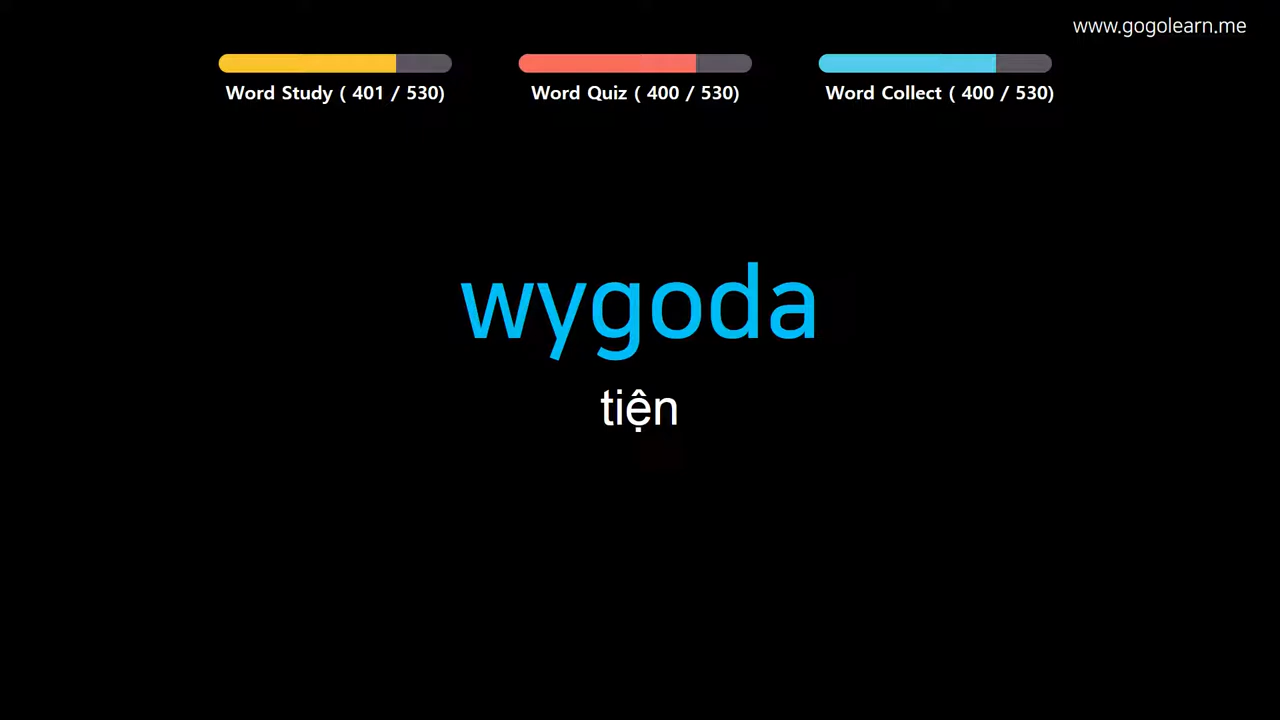 www.gogolearn.me
Word Study ( 401 / 530)
Word Quiz ( 400 / 530)
Word Collect ( 400 / 530)
wygoda
tiện